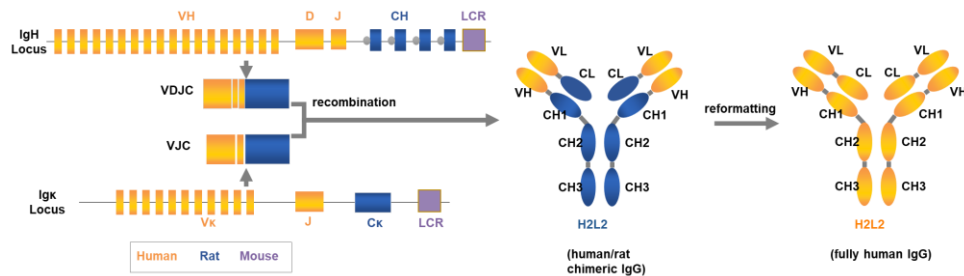 VH D J CH LCR
IgH
Locus
VDJC
recombination
VJC
Igκ
Locus
Vκ J Cκ LCR
Human Rat Mouse
VL VL
VH CL CL VH
CH1 CH1
CH2 CH2
CH3 CH3
H2L2
(human/rat
chimeric IgG)
reformatting
VL VL
VH CL CL VH
CH1 CH1
CH2 CH2
CH3 CH3
H2L2
(fully human IgG)